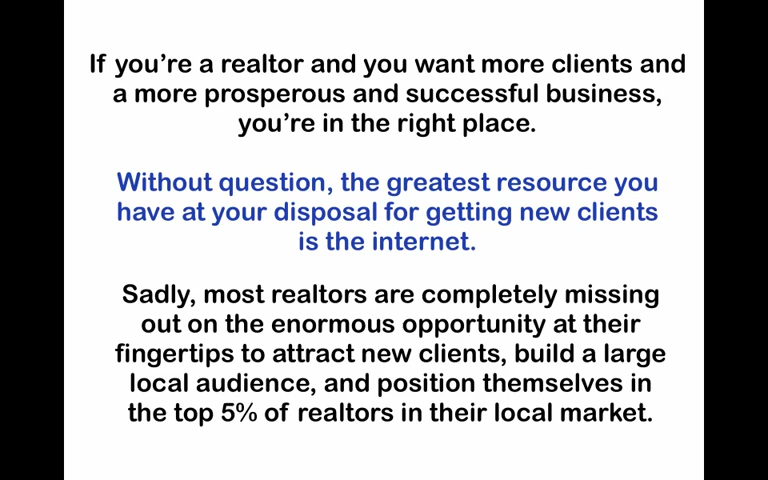 If you're a realtor and you want more clients and
a more prosperous and successful business,
you're in the right place.
Without question, the greatest resource you
have at your disposal for getting new clients
is the internet.
Sadly, most realtors are completely missing
out on the enormous opportunity at their
fingertips to attract new clients, build a large
local audience, and position themselves in
the top 5% of realtors in their local market.